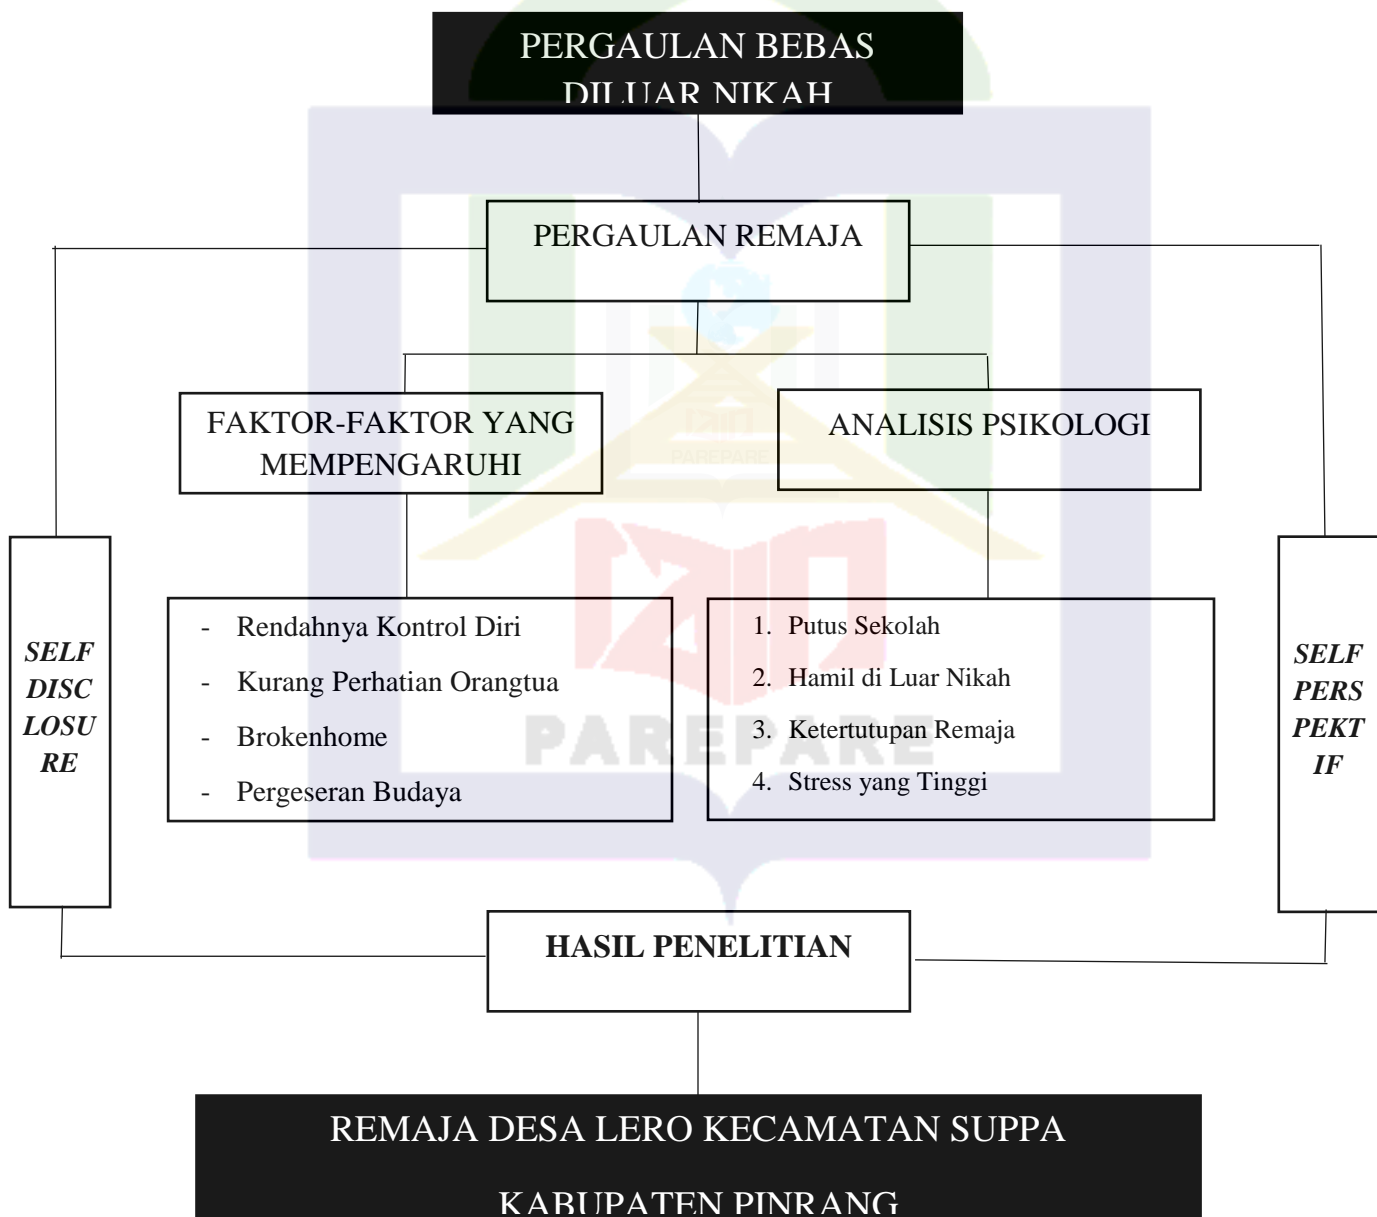 PERGAULAN BEBAS
DILUAR NIKAH
PERGAULAN REMAJA
FAKTOR-FAKTOR YANG
MEMPENGARUHI
ANALISIS PSIKOLOGI
SELF
DISC
LOSU
RE
- Rendahnya Kontrol Diri
- Kurang Perhatian Orangtua
- Brokenhome
- Pergeseran Budaya
1. Putus Sekolah
2. Hamil di Luar Nikah
3. Ketertutupan Remaja
4. Stress yang Tinggi
SELF
PERS
PEKT
IF
PAREPARE
PAREPARE
HASIL PENELITIAN
REMAJA DESA LERO KECAMATAN SUPPA
KABUPATEN PINRANG